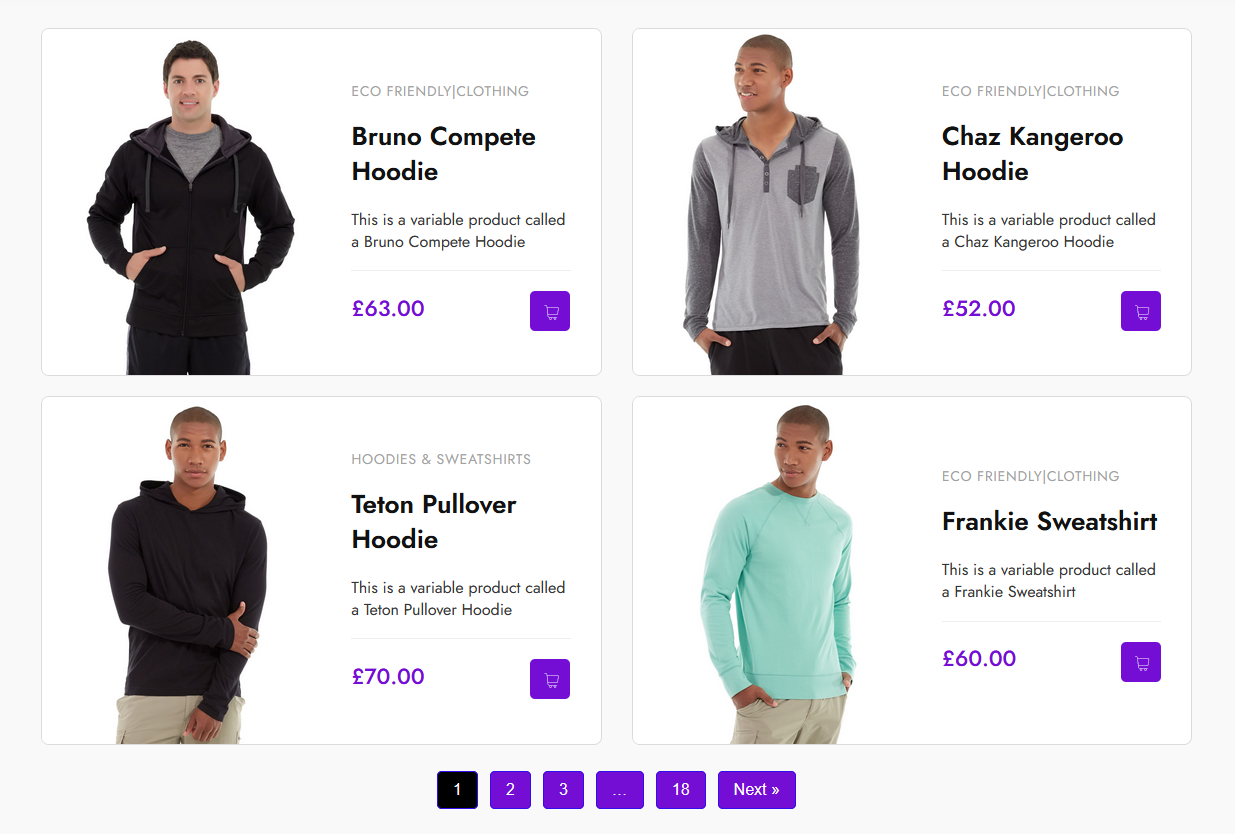 ECO FRIENDLY|CLOTHING
Bruno Compete
Hoodie
This is a variable product called
a Bruno Compete Hoodie
£63.00
ECO FRIENDLY|CLOTHING
Chaz Kangeroo
Hoodie
This is a variable product called
a Chaz Kangeroo Hoodie
£52.00
HOODIES & SWEATSHIRTS
Teton Pullover
Hoodie
This is a variable product called
a Teton Pullover Hoodie
£70.00
ECO FRIENDLY|CLOTHING
Frankie Sweatshirt
This is a variable product called
a Frankie Sweatshirt
£60.00
1 2 3 … 18 Next »